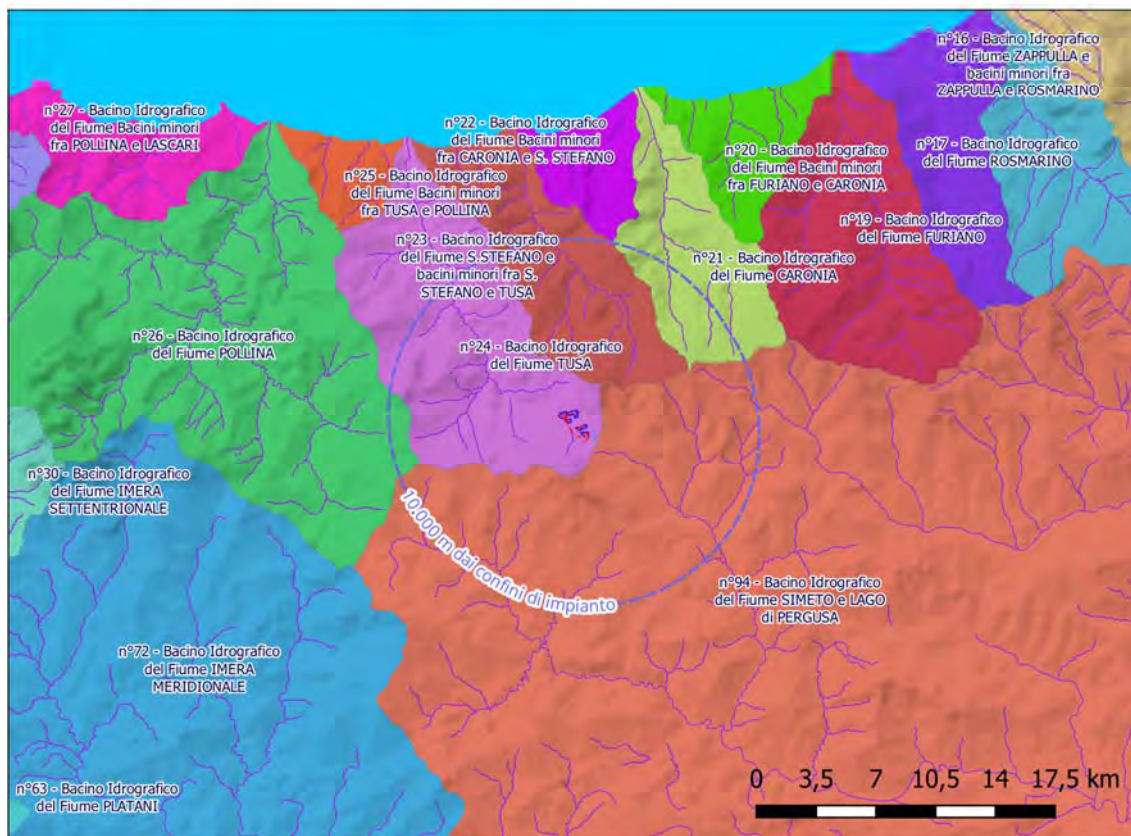 n°16 - Bacino Idrografico
del Fiume ZAPPULLA e
bacini minori fra
ZAPPULLA e ROSMARINO
n°27 - Bacino Idrografico
del Fiume Bacini minori
fra POLLINA e LASCARI
n°22 - Bacino Idrografico
del Fiume Bacini minori
fra CARONIA e S. STEFANO
n°20 - Bacino Idrografico
del Fiume Bacini minori
fra FURIANO e CARONIA
n°17 - Bacino Idrografico
del Fiume ROSMARINO
n°25 - Bacino Idrografico
del Fiume Bacini minori
fra TUSA e POLLINA
n°19 - Bacino Idrografico
del Fiume FURIANO
n°23 - Bacino Idrografico
del Fiume S.STEFANO e
bacini minori fra S.
STEFANO e TUSA
n°21 - Bacino Idrografico
del Fiume CARONIA
n°26 - Bacino Idrografico
del Fiume POLLINA
n°24 - Bacino Idrografico
del Fiume TUSA
n°30 - Bacino Idrografico
del Fiume IMERA
SETTENTRIONALE
10.000 m dai confini di impianto
n°94 - Bacino Idrografico
del Fiume SIMETO e LAGO
di PERGUSA
n°72 - Bacino Idrografico
del Fiume IMERA
MERIDIONALE
n°63 - Bacino Idrografico
del Fiume PLATANI
0 3,5 7 10,5 14 17,5 km